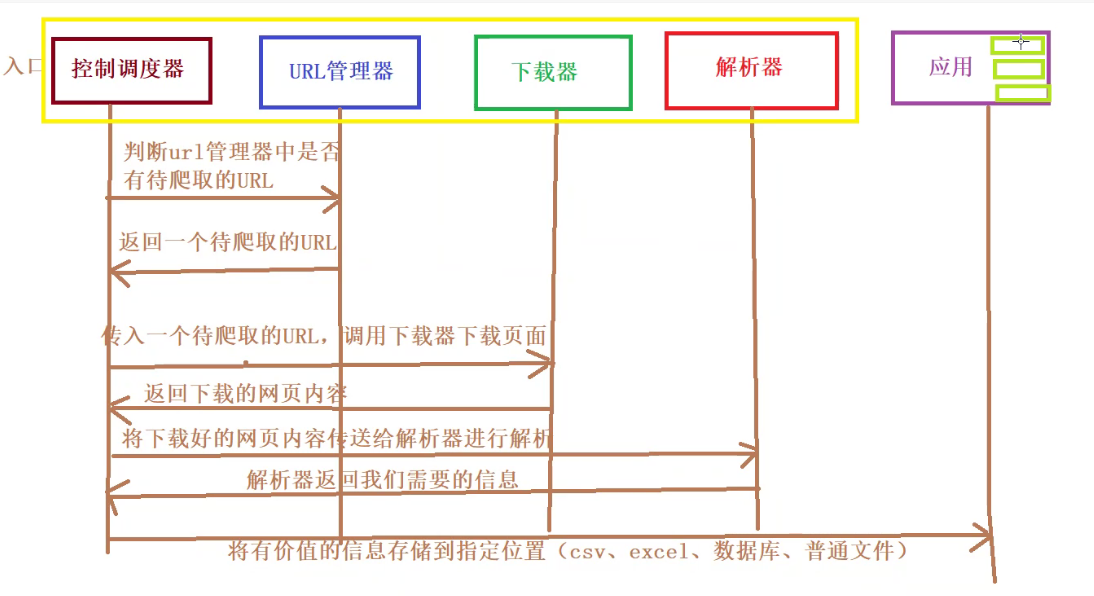 入口
控制调度器
URL管理器
下载器
解析器
应用
判断url管理器中是否
有待爬取的URL
返回一个待爬取的URL
传入一个待爬取的URL，调用下载器下载页面
返回下载的网页内容
将下载好的网页内容传送给解析器进行解析
解析器返回我们需要的信息
将有价值的信息存储到指定位置（csv、excel、数据库、普通文件）